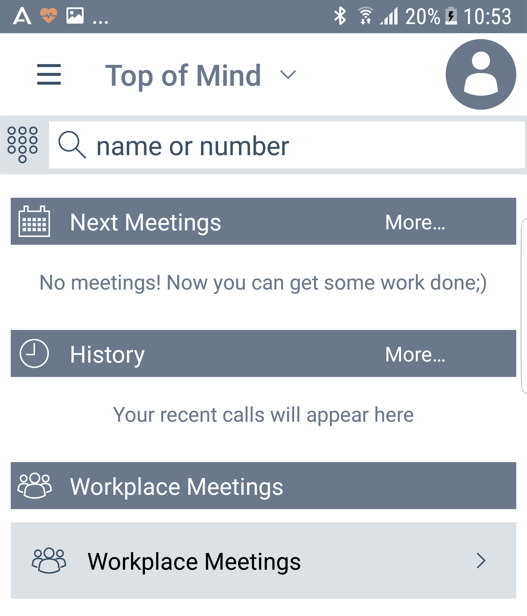 ... 20% 10:53
Top of Mind
name or number
Next Meetings More...
No meetings! Now you can get some work done;)
History More...
Your recent calls will appear here
Workplace Meetings
Workplace Meetings